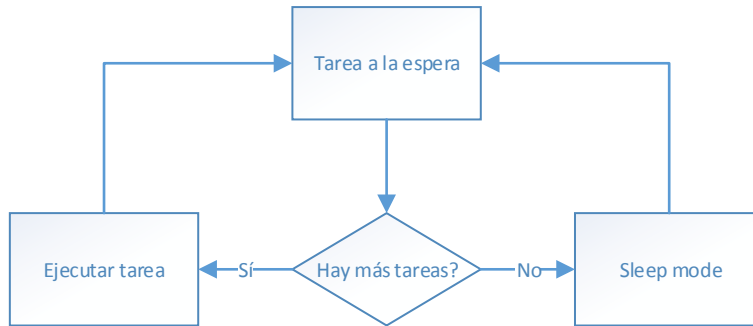 Tarea a la espera
Ejecutar tarea
Sí
Hay más tareas?
No
Sleep mode